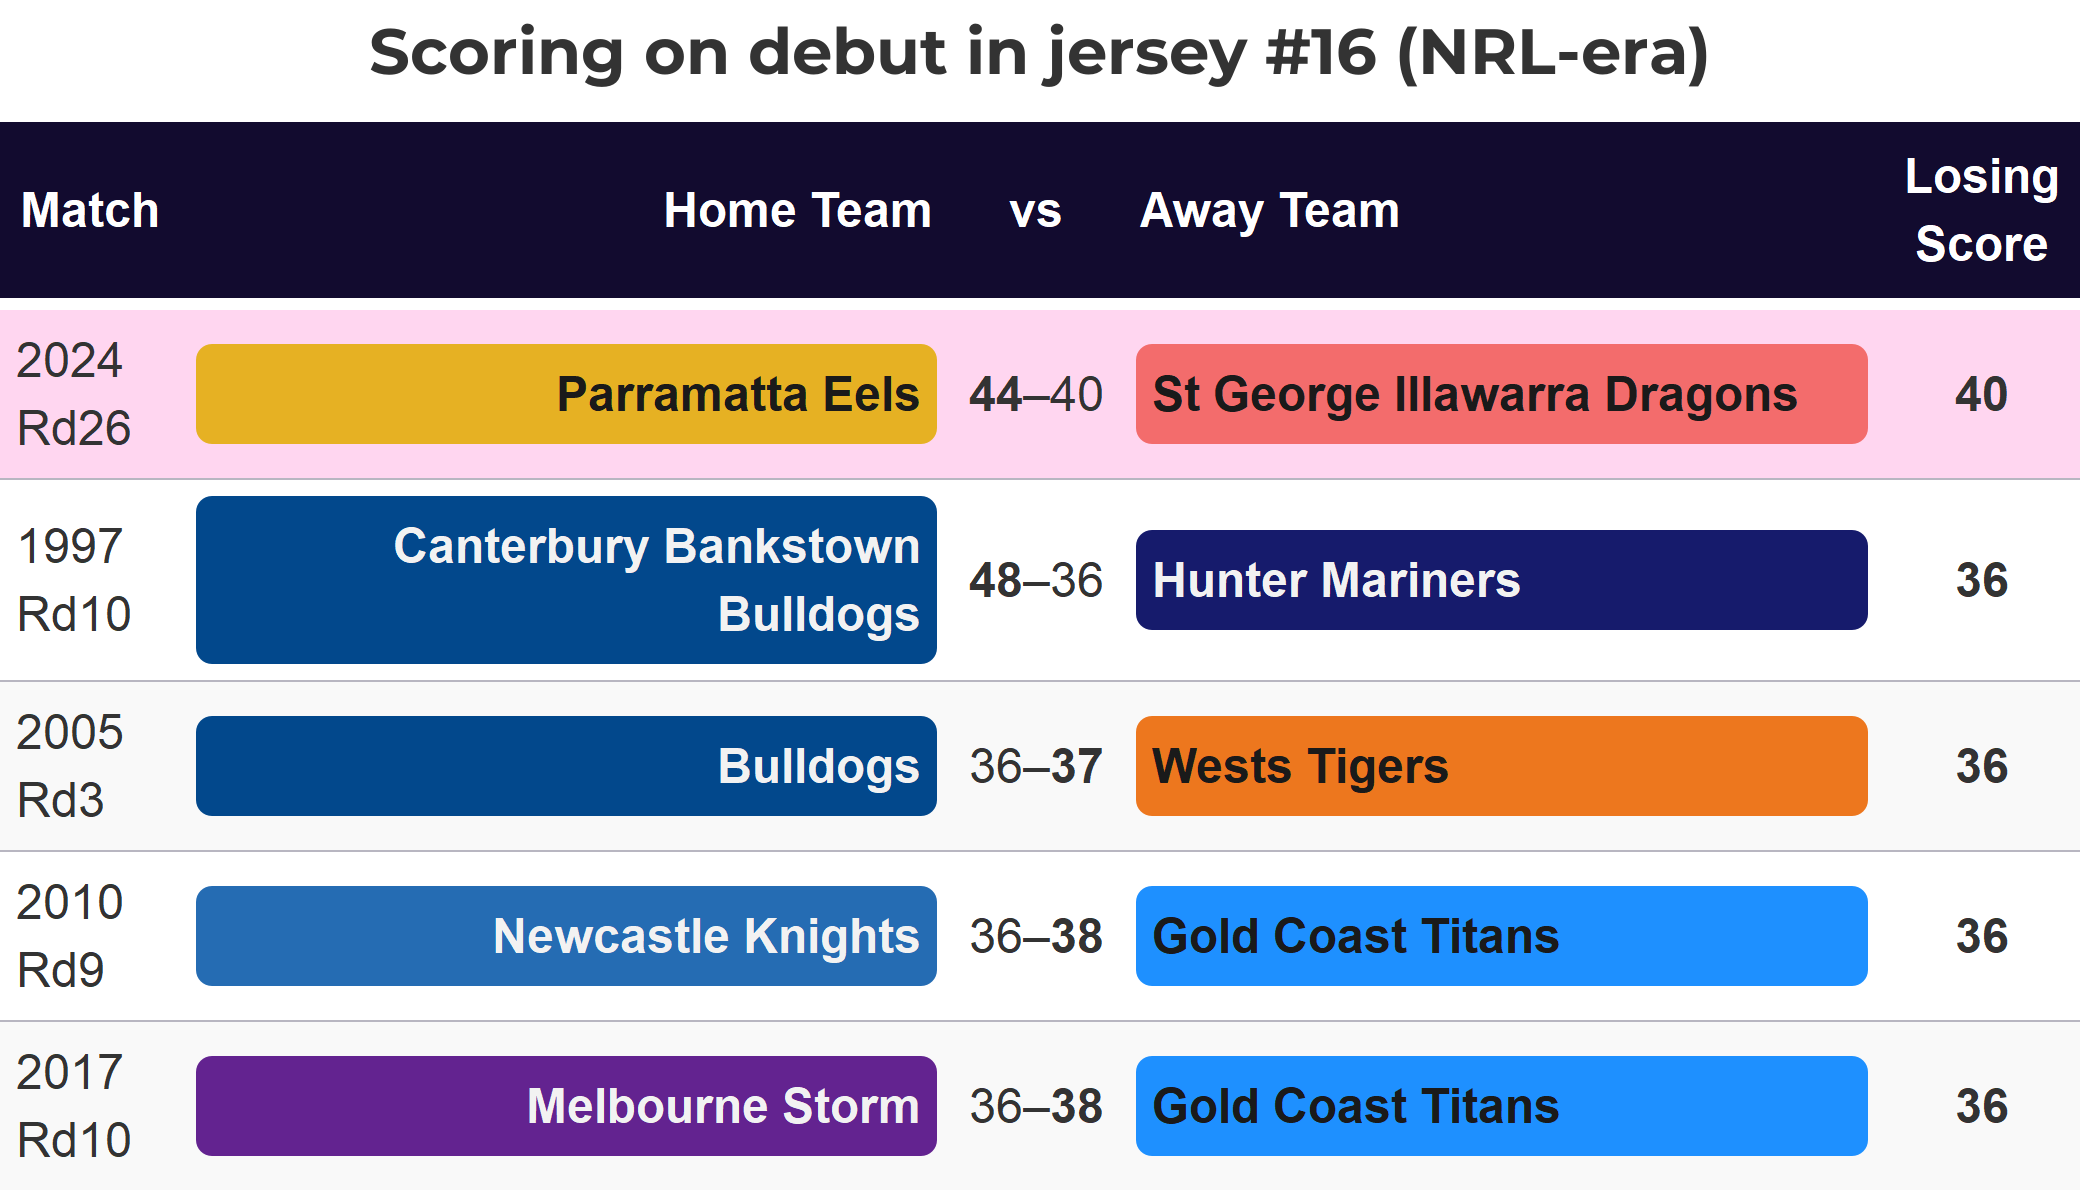 Scoring on debut in jersey #16 (NRL-era)
Match Home Team vs Away Team Losing Score
2024 Rd26 Parramatta Eels 44–40 St George Illawarra Dragons 40
1997 Rd10 Canterbury Bankstown Bulldogs 48–36 Hunter Mariners 36
2005 Rd3 Bulldogs 36–37 Wests Tigers 36
2010 Rd9 Newcastle Knights 36–38 Gold Coast Titans 36
2017 Rd10 Melbourne Storm 36–38 Gold Coast Titans 36